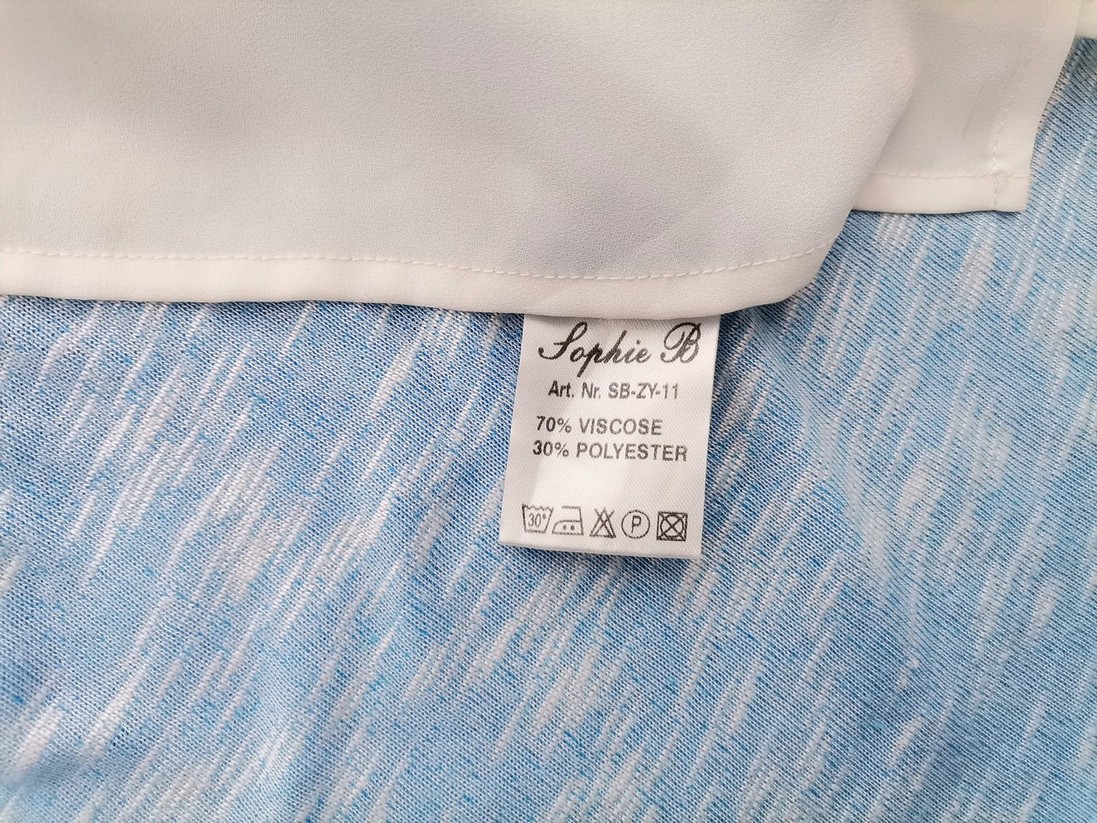 Sophie B
Art. Nr. SB-ZY-11
70% VISCOSE
30% POLYESTER
30° P